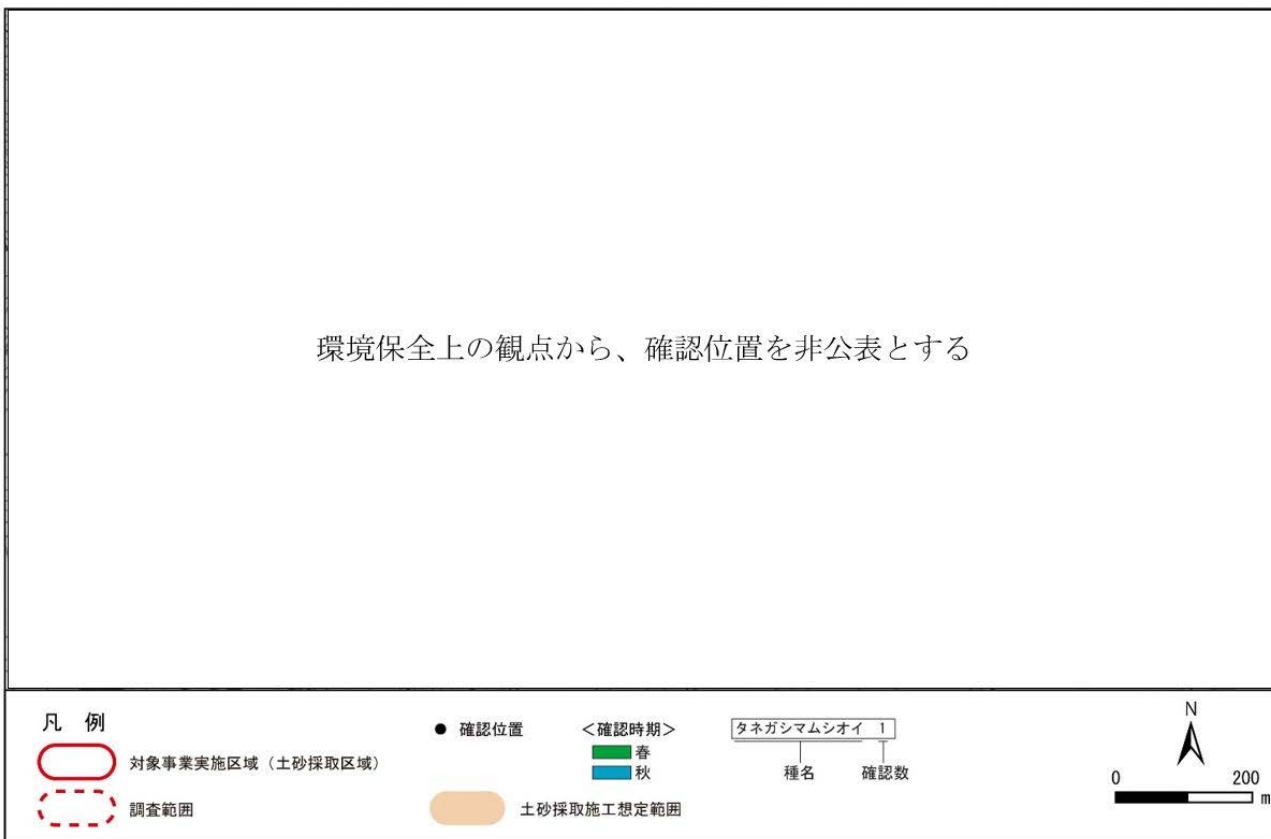 環境保全上の観点から、確認位置を非公表とする
凡 例
対象事業実施区域(土砂採取区域)
調査範囲
● 確認位置
<確認時期>
春
秋
土砂採取施工想定範囲
タネガシマムシオイ 1
種名 確認数
N
0 200
m